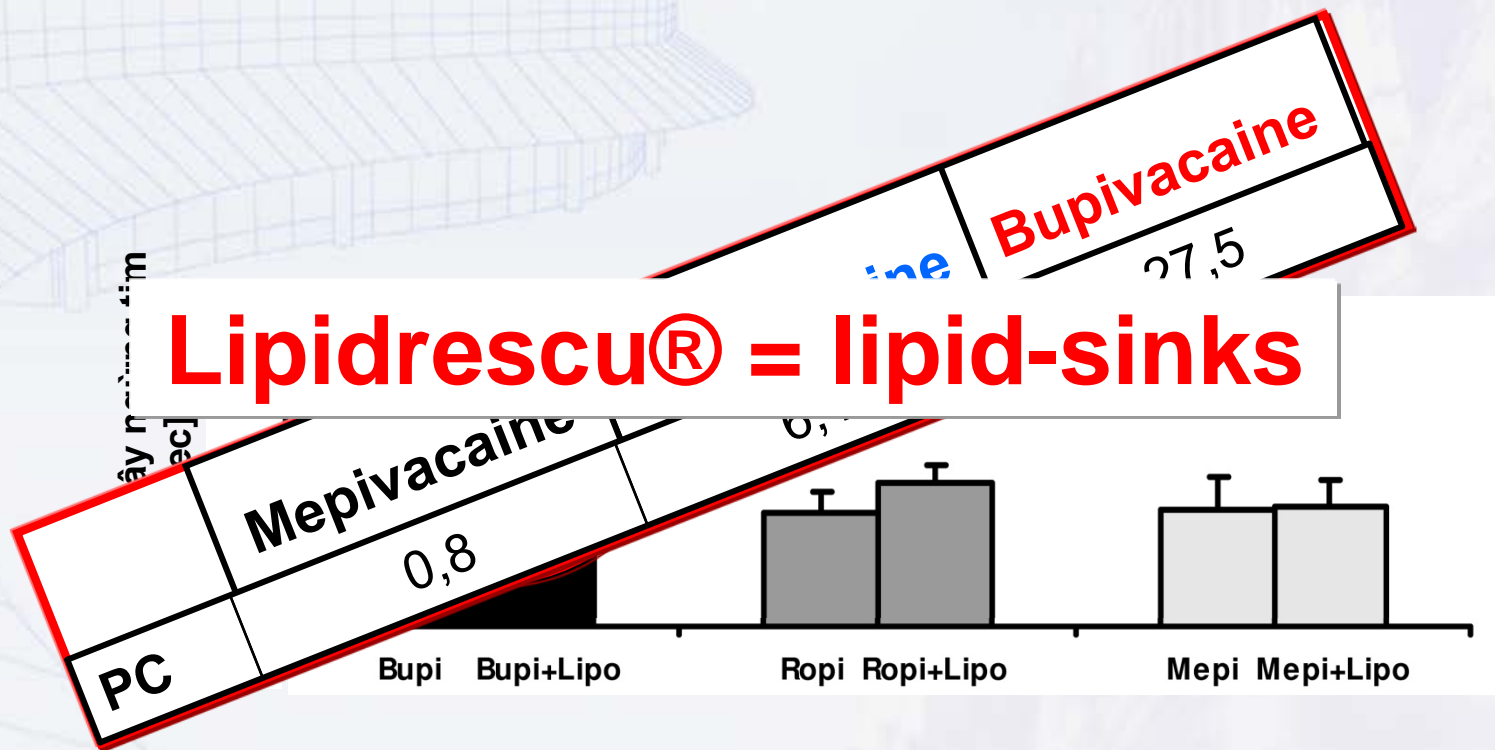 Lipidrescu® = lipid-sinks
Mepivacaine Bupivacaine
PC 0,8 27,5
Bupi Bupi+Lipo Ropi Ropi+Lipo Mepi Mepi+Lipo